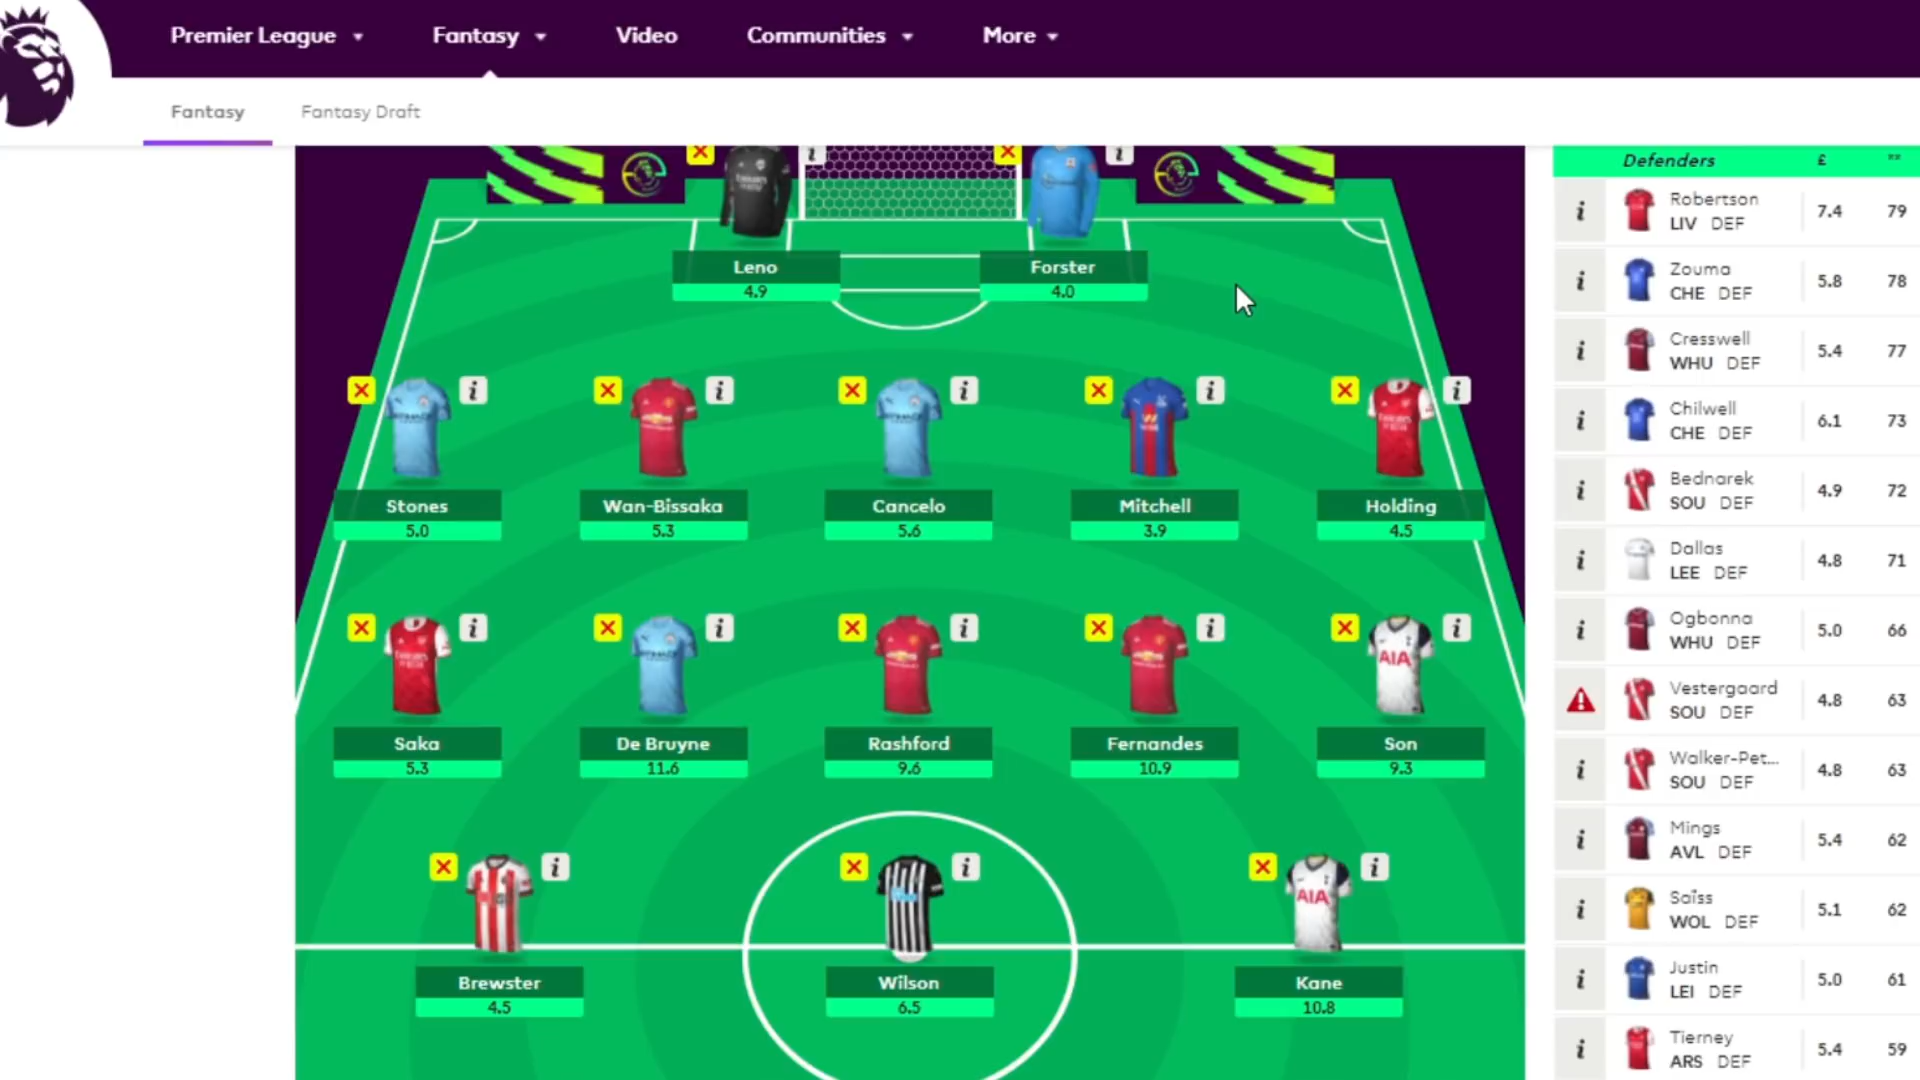 Premier League
Fantasy
Video
Communities
More
Fantasy
Fantasy Draft
Leno
4.9
Forster
4.0
Stones
5.0
Wan-Bissaka
5.3
Cancelo
5.6
Mitchell
3.9
Holding
4.5
Saka
5.3
De Bruyne
11.6
Rashford
9.6
Fernandes
10.9
Son
9.3
Brewster
4.5
Wilson
6.5
Kane
10.8
AIA
AIA
Defenders £ **
Robertson
LIV DEF 7.4 79
Zouma
CHE DEF 5.8 78
Cresswell
WHU DEF 5.4 77
Chilwell
CHE DEF 6.1 73
Bednarek
SOU DEF 4.9 72
Dallas
LEE DEF 4.8 71
Ogbonna
WHU DEF 5.0 66
Vestergaard
SOU DEF 4.8 63
Walker-Pet...
SOU DEF 4.8 63
Mings
AVL DEF 5.4 62
Saïss
WOL DEF 5.1 62
Justin
LEI DEF 5.0 61
Tierney
ARS DEF 5.4 59